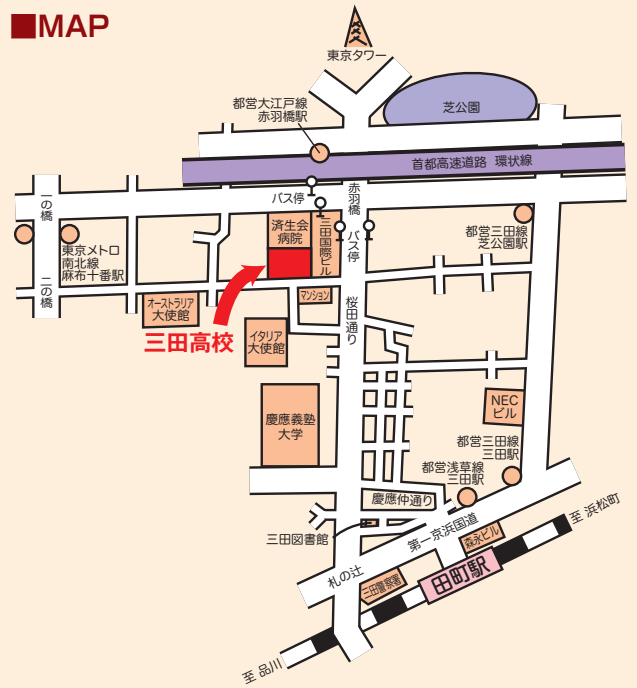 ■MAP
東京タワー
芝公園
都営大江戸線
赤羽橋駅
首都高速道路 環状線
一の橋
バス停
赤羽橋
済生会
病院
三田国際ビル
バス停
都営三田線
芝公園駅
東京メトロ
南北線
麻布十番駅
二の橋
オーストラリア
大使館
マンション
桜田通り
三田高校
イタリア
大使館
NEC
ビル
慶應義塾
大学
都営三田線
三田駅
都営浅草線
三田駅
慶應仲通り
三田図書館
第一京浜国道
森永ビル
至 浜松町
札の辻
三田警察署
田町駅
至 品川